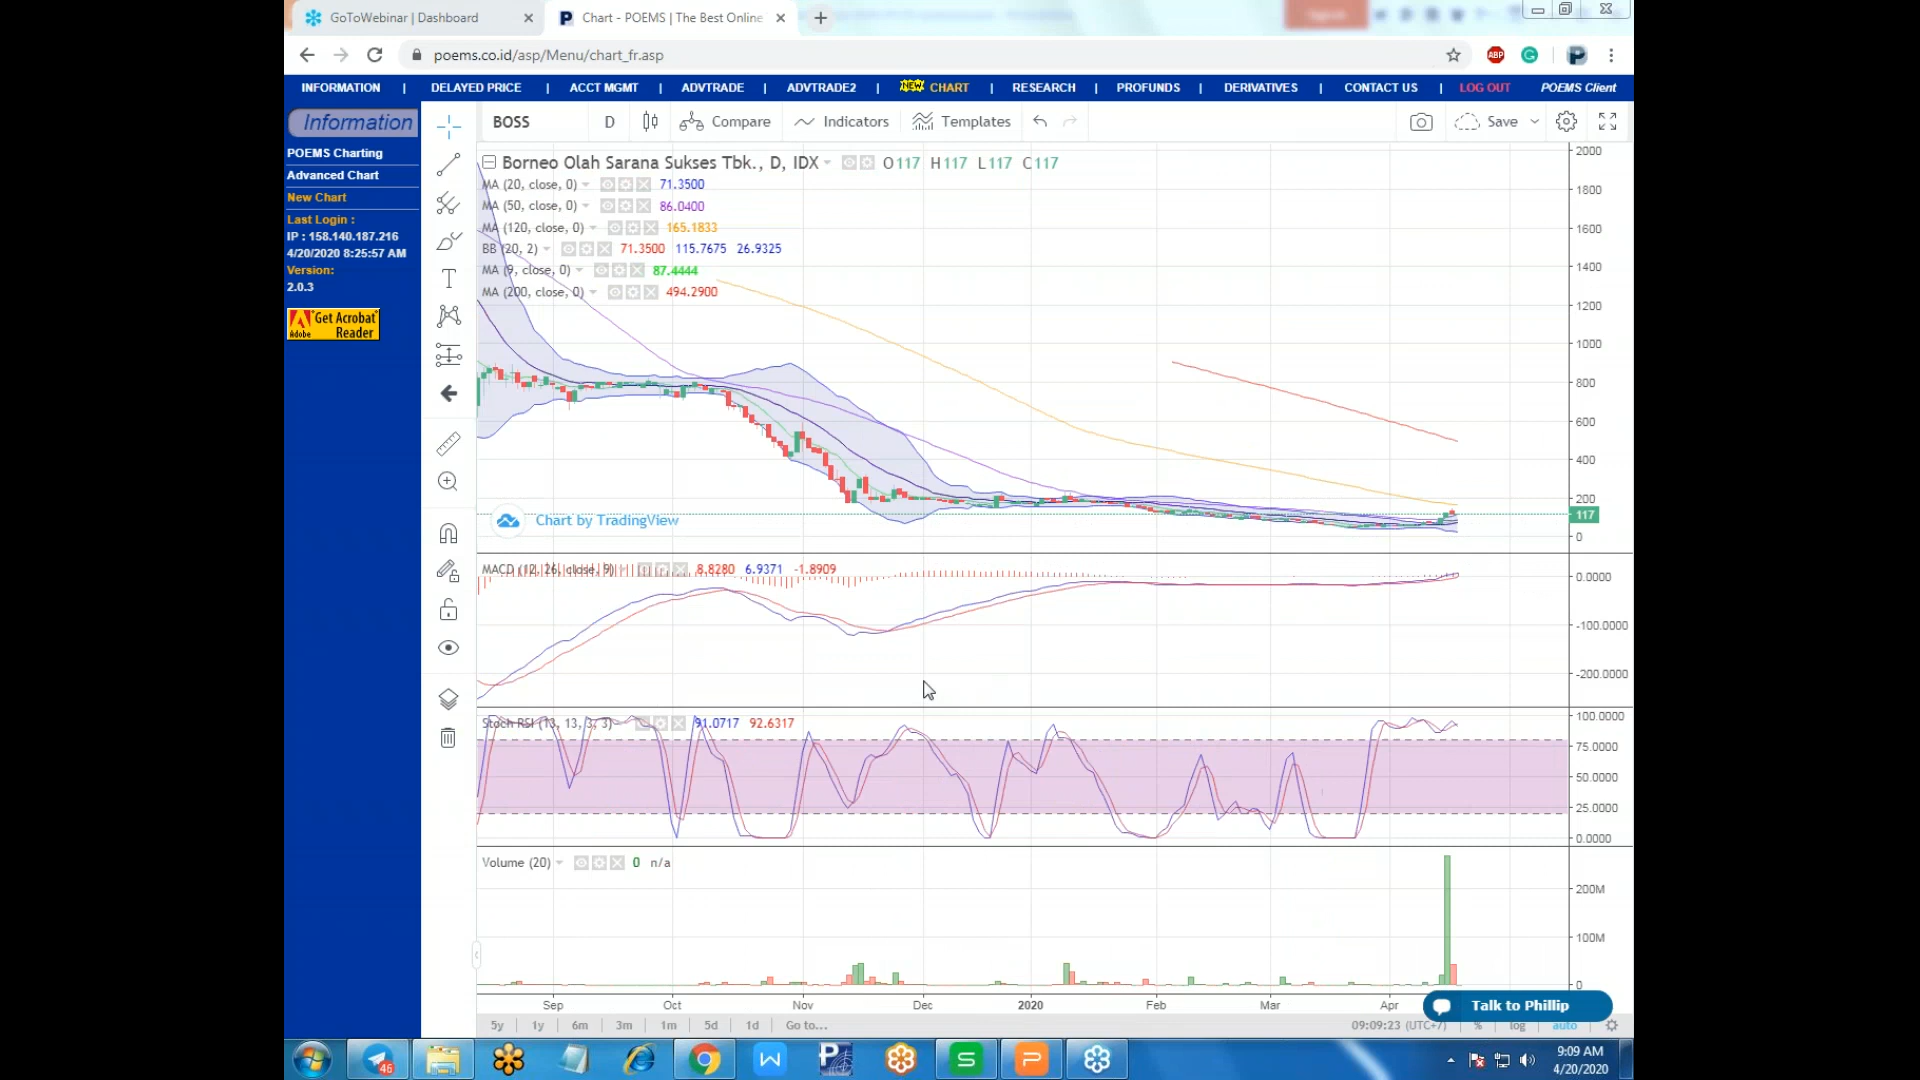 GoToWebinar | Dashboard
Chart - POEMS | The Best Online
poems.co.id/asp/Menu/chart_fr.asp
ABP
INFORMATION | DELAYED PRICE | ACCT MGMT | ADVTRADE | ADVTRADE2 | NEW CHART | RESEARCH | PROFUNDS | DERIVATIVES | CONTACT US | LOG OUT POEMS Client
Information
POEMS Charting
Advanced Chart
New Chart
Last Login :
IP : 158.140.187.216
4/20/2020 8:25:57 AM
Version:
2.0.3
Get Acrobat
Adobe Reader
BOSS D Compare Indicators Templates Save
Borneo Olah Sarana Sukses Tbk., D, IDX O117 H117 L117 C117
MA (20, close, 0) 71.3500
MA (50, close, 0) 86.0400
MA (120, close, 0) 165.1833
BB (20, 2) 71.3500 115.7675 26.9325
MA (9, close, 0) 87.4444
MA (200, close, 0) 494.2900
2000
1800
1600
1400
1200
1000
800
600
400
200
117
0
Chart by TradingView
MACD (12, 26, close, 9) 8.8280 6.9371 -1.8909
0.0000
-100.0000
-200.0000
Stoch RSI (13, 13, 3, 3) 91.0717 92.6317
100.0000
75.0000
50.0000
25.0000
0.0000
Volume (20) 0 n/a
200M
100M
0
Sep Oct Nov Dec 2020 Feb Mar Apr
Talk to Phillip
5y 1y 6m 3m 1m 5d 1d Go to... 09:09:23 (UTC+7) % log auto
46
9:09 AM
4/20/2020